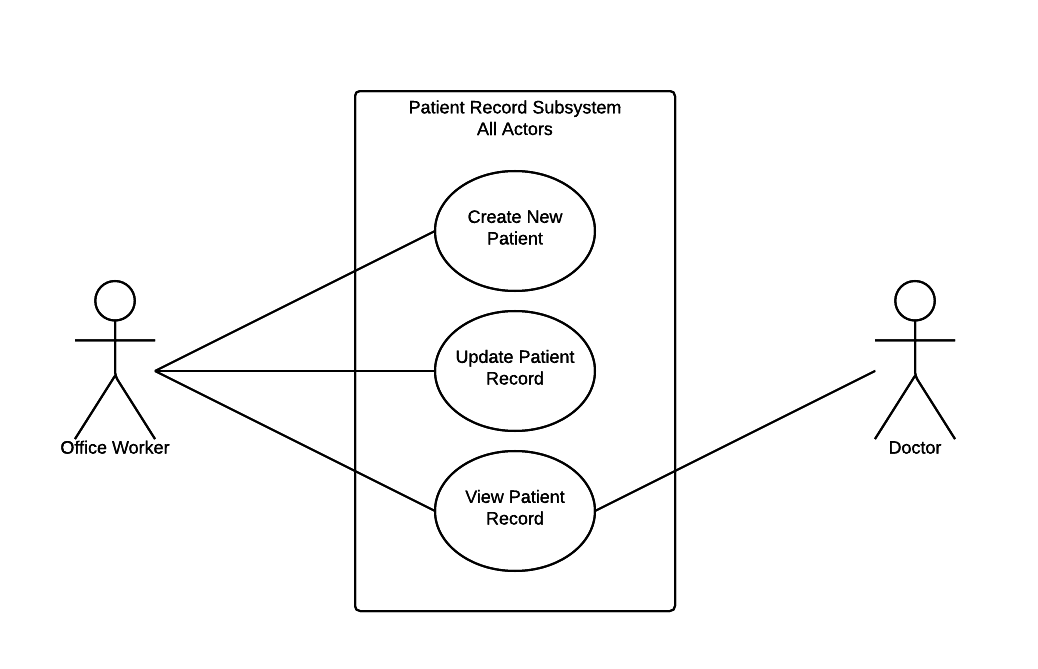 Patient Record Subsystem
All Actors
Create New
Patient
Update Patient
Record
View Patient
Record
Office Worker
Doctor